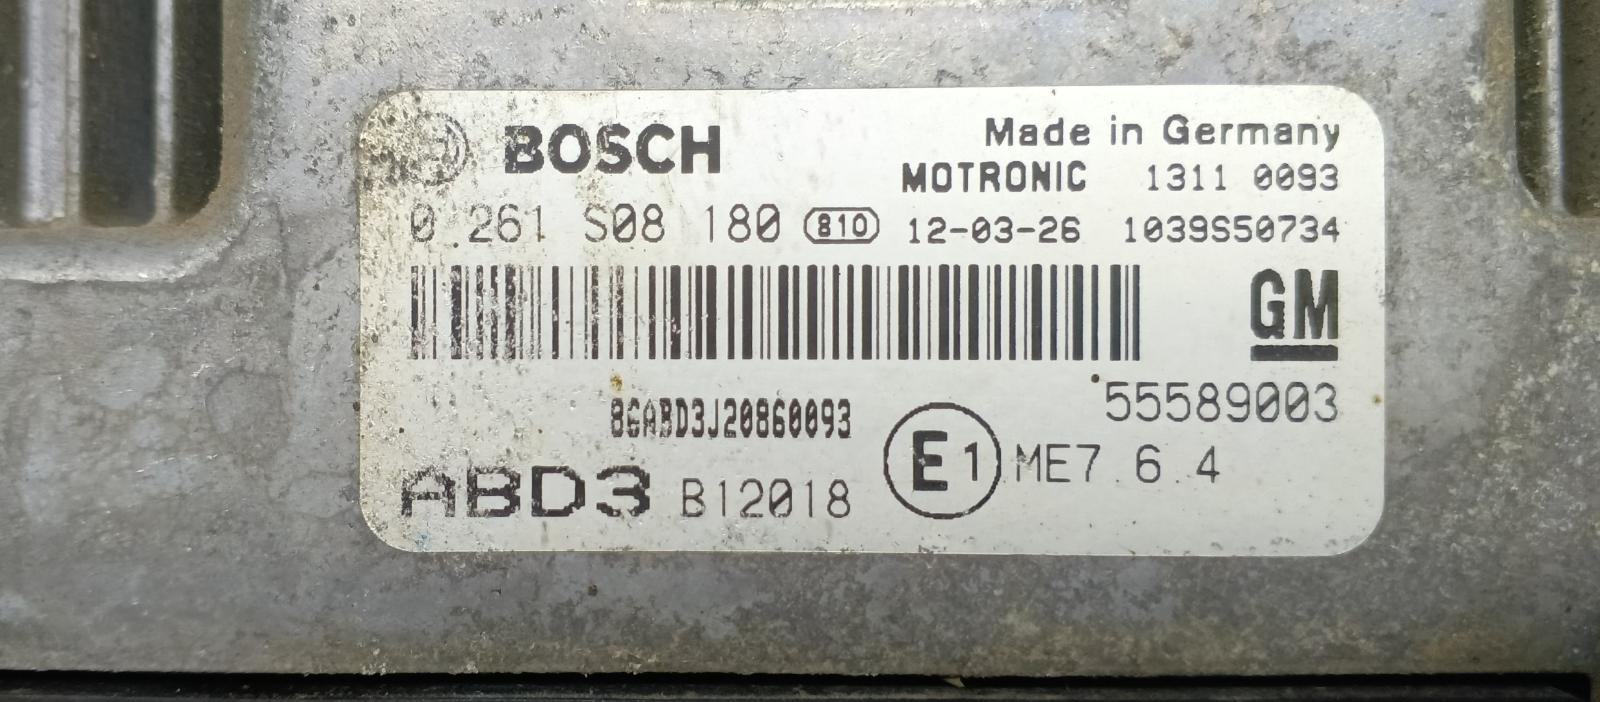 BOSCH Made in Germany
MOTRONIC 1311 0093
0 261 S08 180 810 12-03-26 1039S50734
GM
55589003
8GABD3J20860093
E1 ME7.6.4
ABD3 B12018